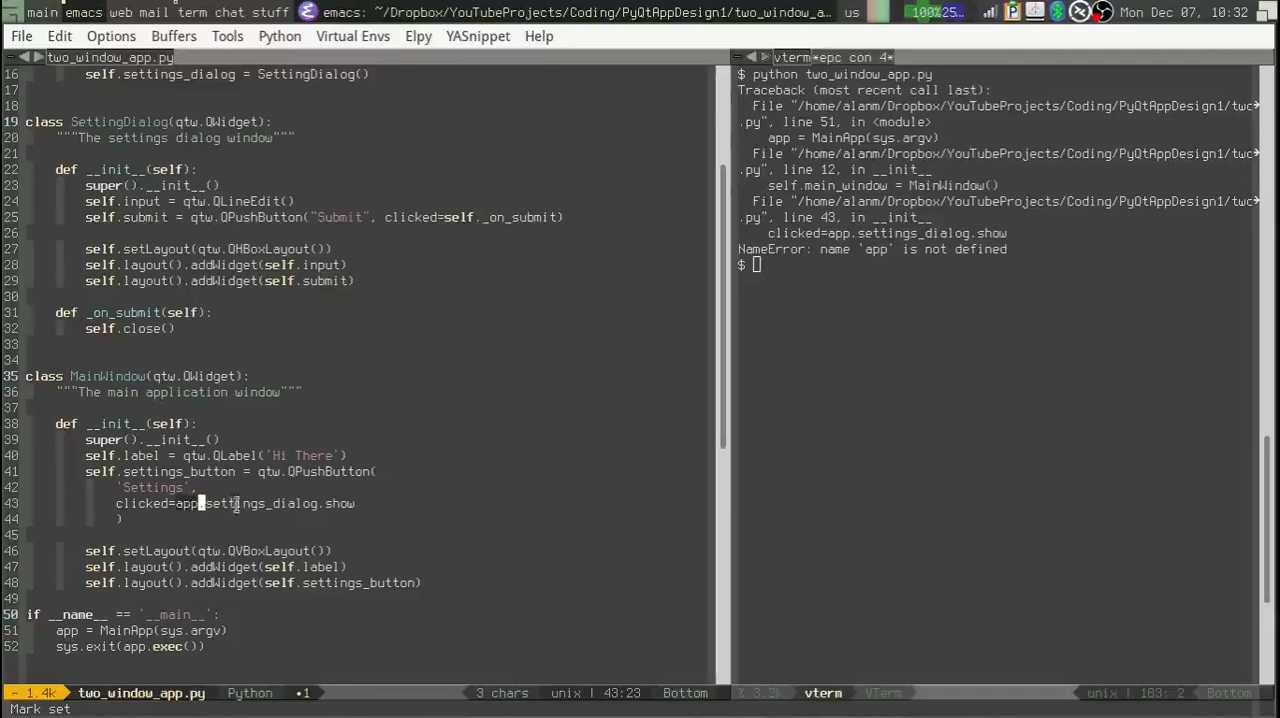 main emacs web mail term chat stuff emacs: ~/Dropbox/YouTubeProjects/Coding/PyQtAppDesign1/two_window_a… us 100% 25… Mon Dec 07, 10:32
File Edit Options Buffers Tools Python Virtual Envs Elpy YASnippet Help
two_window_app.py
16 self.settings_dialog = SettingDialog()
17
18
19 class SettingDialog(qtw.QWidget):
20 """The settings dialog window"""
21
22 def __init__(self):
23 super().__init__()
24 self.input = qtw.QLineEdit()
25 self.submit = qtw.QPushButton("Submit", clicked=self._on_submit)
26
27 self.setLayout(qtw.QHBoxLayout())
28 self.layout().addWidget(self.input)
29 self.layout().addWidget(self.submit)
30
31 def _on_submit(self):
32 self.close()
33
34
35 class MainWindow(qtw.QWidget):
36 """The main application window"""
37
38 def __init__(self):
39 super().__init__()
40 self.label = qtw.QLabel('Hi There')
41 self.settings_button = qtw.QPushButton(
42 'Settings',
43 clicked=app.settings_dialog.show
44 )
45
46 self.setLayout(qtw.QVBoxLayout())
47 self.layout().addWidget(self.label)
48 self.layout().addWidget(self.settings_button)
49
50 if __name__ == '__main__':
51 app = MainApp(sys.argv)
52 sys.exit(app.exec())
- 1.4k two_window_app.py Python •1 3 chars unix | 43:23 Bottom
Mark set
vterm *epc con 4*
$ python two_window_app.py
Traceback (most recent call last):
File "/home/alanm/Dropbox/YouTubeProjects/Coding/PyQtAppDesign1/two
.py", line 51, in <module>
app = MainApp(sys.argv)
File "/home/alanm/Dropbox/YouTubeProjects/Coding/PyQtAppDesign1/two
.py", line 12, in __init__
self.main_window = MainWindow()
File "/home/alanm/Dropbox/YouTubeProjects/Coding/PyQtAppDesign1/two
.py", line 43, in __init__
clicked=app.settings_dialog.show
NameError: name 'app' is not defined
$
% 3.2k vterm VTerm unix | 183: 2 Bottom